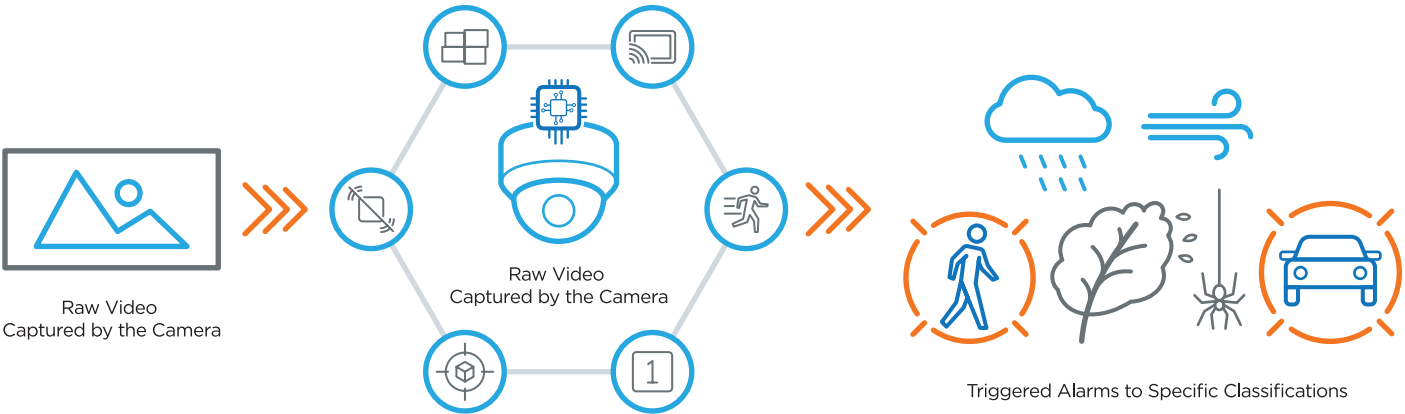 Raw Video
Captured by the Camera
Raw Video
Captured by the Camera
1
Triggered Alarms to Specific Classifications